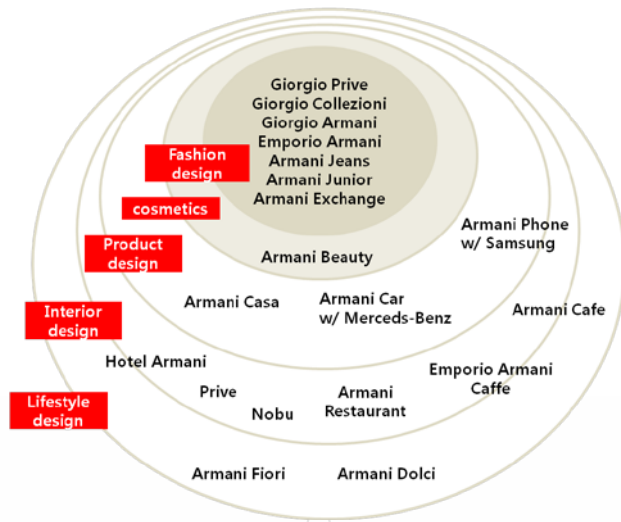 Giorgio Prive
Giorgio Collezioni
Giorgio Armani
Emporio Armani
Armani Jeans
Armani Junior
Armani Exchange
Fashion
design
cosmetics
Armani Beauty
Product
design
Armani Phone
w/ Samsung
Armani Casa
Armani Car
w/ Merceds-Benz
Interior
design
Armani Cafe
Hotel Armani
Prive
Nobu
Armani
Restaurant
Emporio Armani
Caffe
Lifestyle
design
Armani Fiori
Armani Dolci